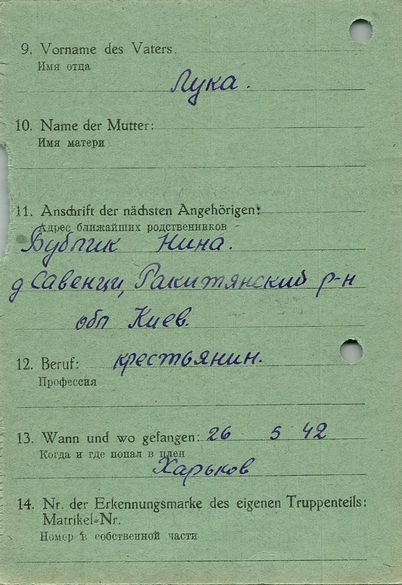 9. Vorname des Vaters.
Имя отца
Лука.
10. Name der Mutter:
Имя матери
11. Anschrift der nächsten Angehörigen:
Адрес ближайших родственников
Бублик Нина.
д Савенци, Ракитянский р-н
обл Киев.
12. Beruf: крестьянин.
Профессия
13. Wann und wo gefangen: 26 5 42
Когда и где попал в плен
Харьков
14. Nr. der Erkennungsmarke des eigenen Truppenteils:
Matrikel-Nr.
Номер в собственной части